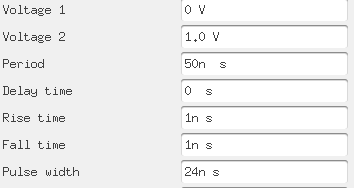 Voltage 1 0 V
Voltage 2 1.0 V
Period 50n s
Delay time 0 s
Rise time 1n s
Fall time 1n s
Pulse width 24n s